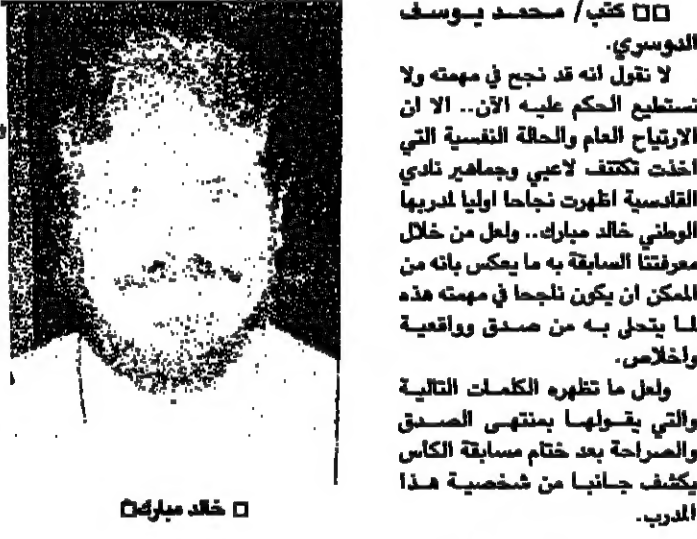 □□ كتب/ محمد يوسف
الدوسري.
لا نقول انه قد نجح في مهمته ولا
نستطيع الحكم عليه الآن.. الا ان
الارتياح العام والحالة النفسية التي
اخذت تكتنف لاعبي وجماهير نادي
القادسية اظهرت نجاحا اوليا لمدربها
الوطني خالد مبارك.. ولعل من خلال
معرفتنا السابقة به ما يعكس بانه من
الممكن ان يكون ناجحا في مهمته هذه
لما يتحلى به من صدق وواقعية
واخلاص.
ولعل ما تظهره الكلمات التالية
والتي يقولها بمنتهى الصدق
والصراحة بعد ختام مسابقة الكأس
يكشف جانبا من شخصية هذا
المدرب.
□ خالد مبارك□